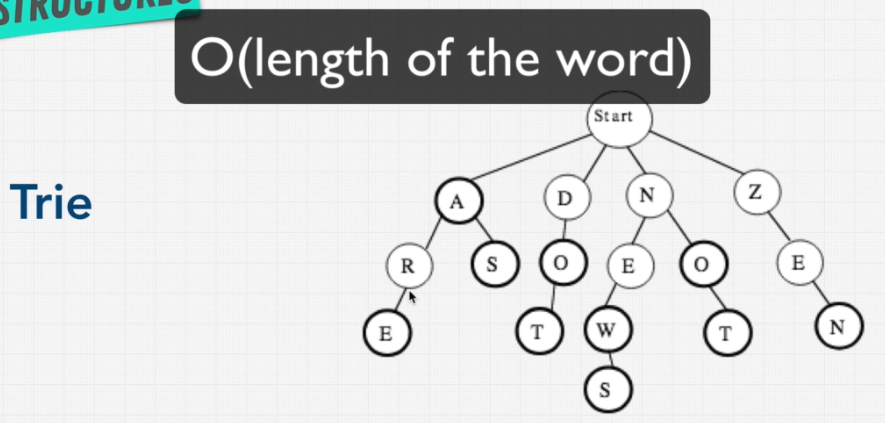 STRUCTURES
O(length of the word)
Start
Trie
A D N Z
R S O E O E
E T W T N
S